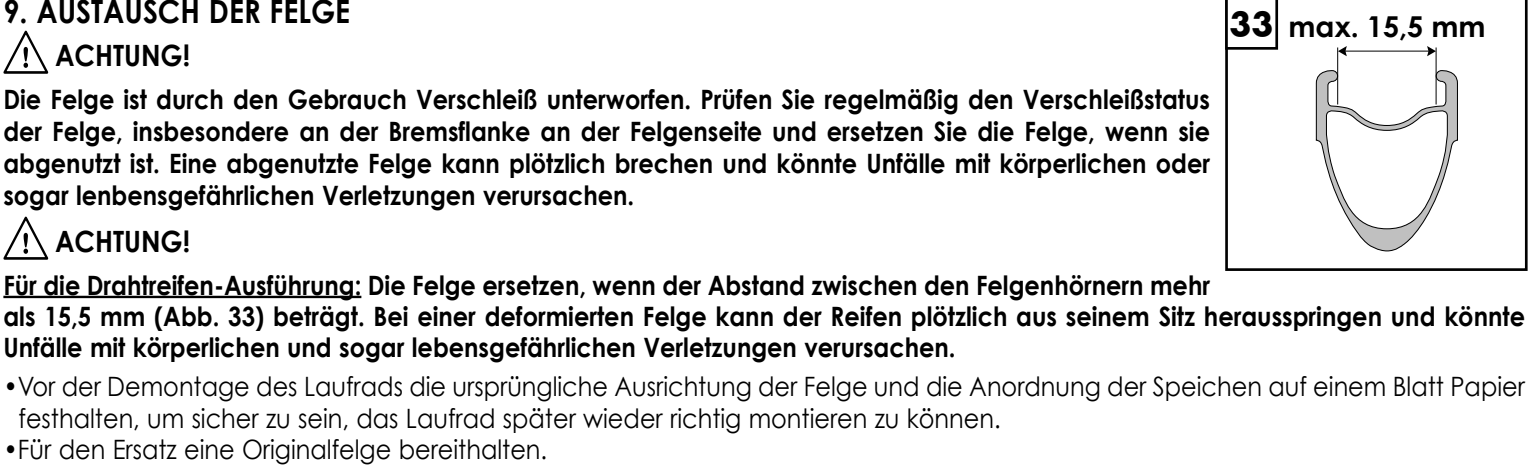 9. AUSTAUSCH DER FELGE
ACHTUNG!
Die Felge ist durch den Gebrauch Verschleiß unterworfen. Prüfen Sie regelmäßig den Verschleißstatus
der Felge, insbesondere an der Bremsflanke an der Felgenseite und ersetzen Sie die Felge, wenn sie
abgenutzt ist. Eine abgenutzte Felge kann plötzlich brechen und könnte Unfälle mit körperlichen oder
sogar lenbensgefährlichen Verletzungen verursachen.
33 max. 15,5 mm
ACHTUNG!
Für die Drahtreifen-Ausführung: Die Felge ersetzen, wenn der Abstand zwischen den Felgenhörnern mehr
als 15,5 mm (Abb. 33) beträgt. Bei einer deformierten Felge kann der Reifen plötzlich aus seinem Sitz herausspringen und könnte
Unfälle mit körperlichen und sogar lebensgefährlichen Verletzungen verursachen.
•Vor der Demontage des Laufrads die ursprüngliche Ausrichtung der Felge und die Anordnung der Speichen auf einem Blatt Papier
festhalten, um sicher zu sein, das Laufrad später wieder richtig montieren zu können.
•Für den Ersatz eine Originalfelge bereithalten.